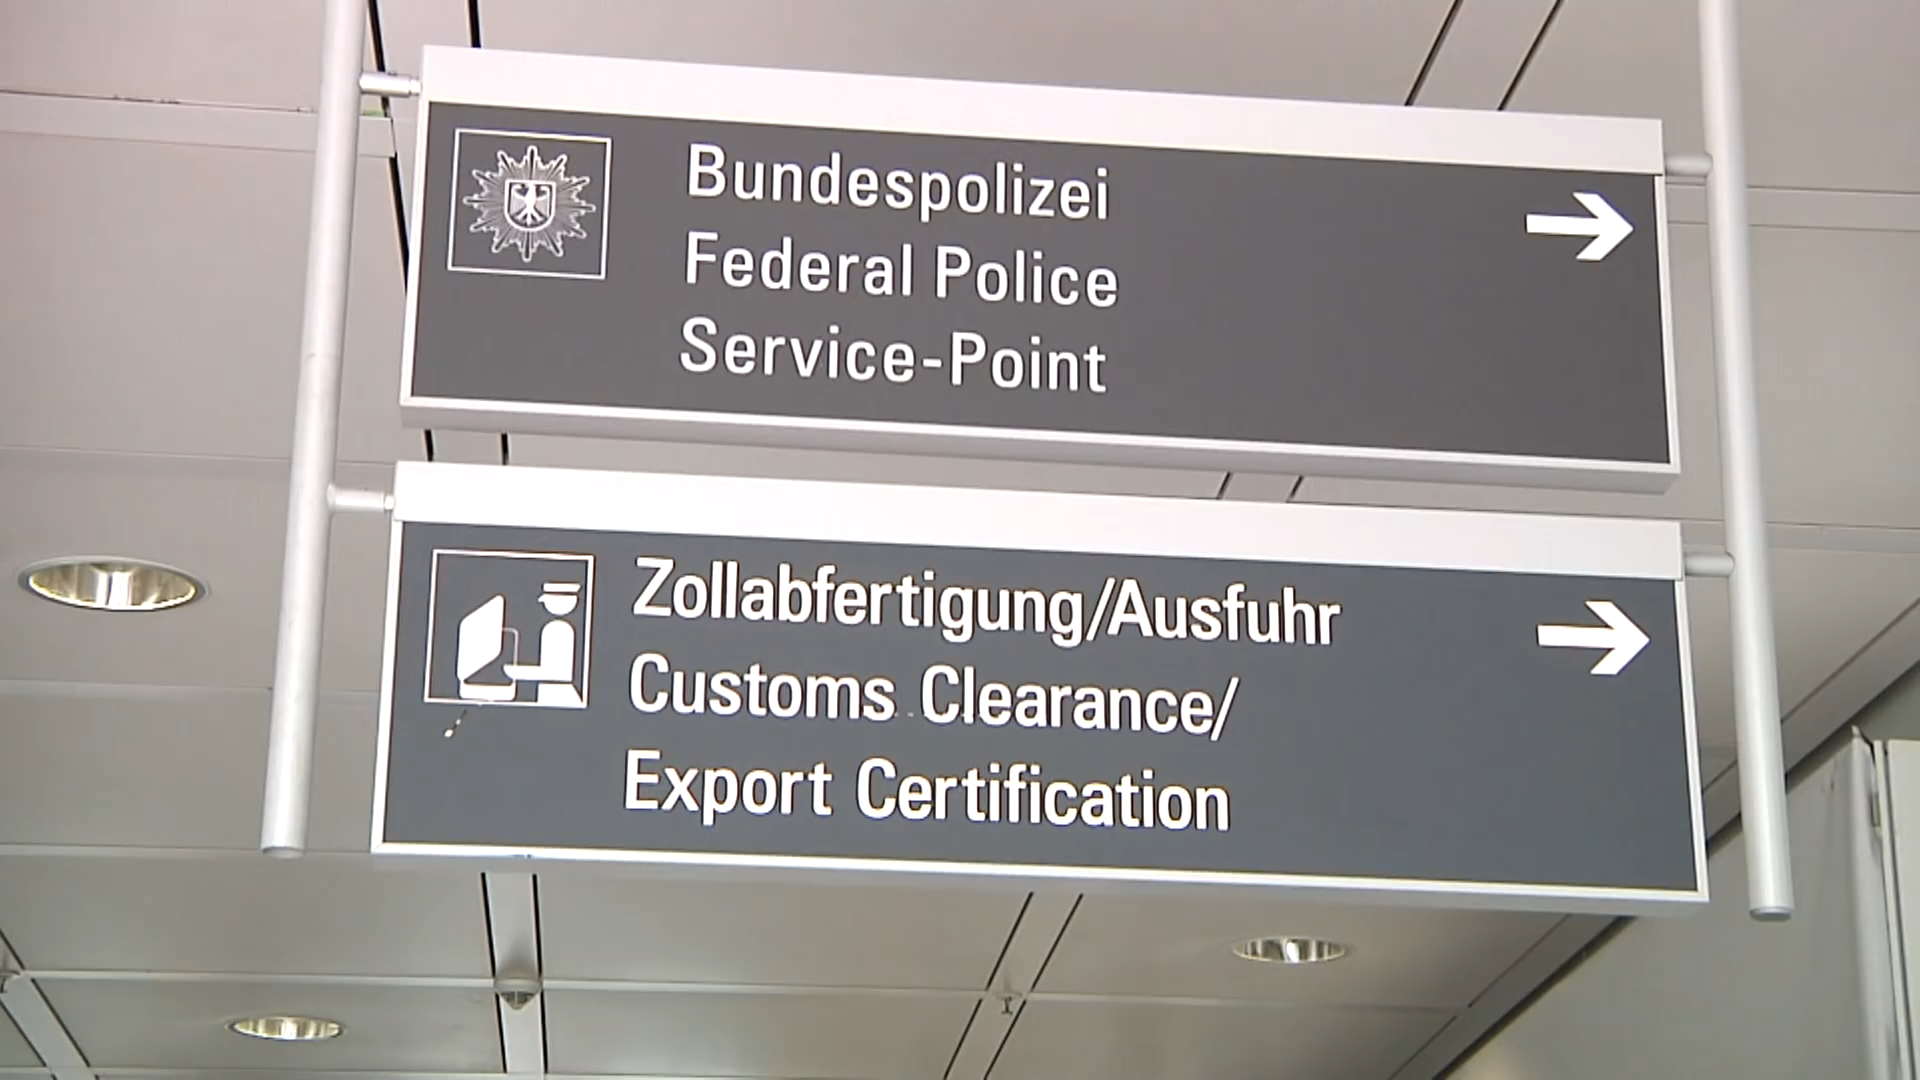 Bundespolizei
Federal Police
Service-Point
Zollabfertigung/Ausfuhr
Customs Clearance/
Export Certification